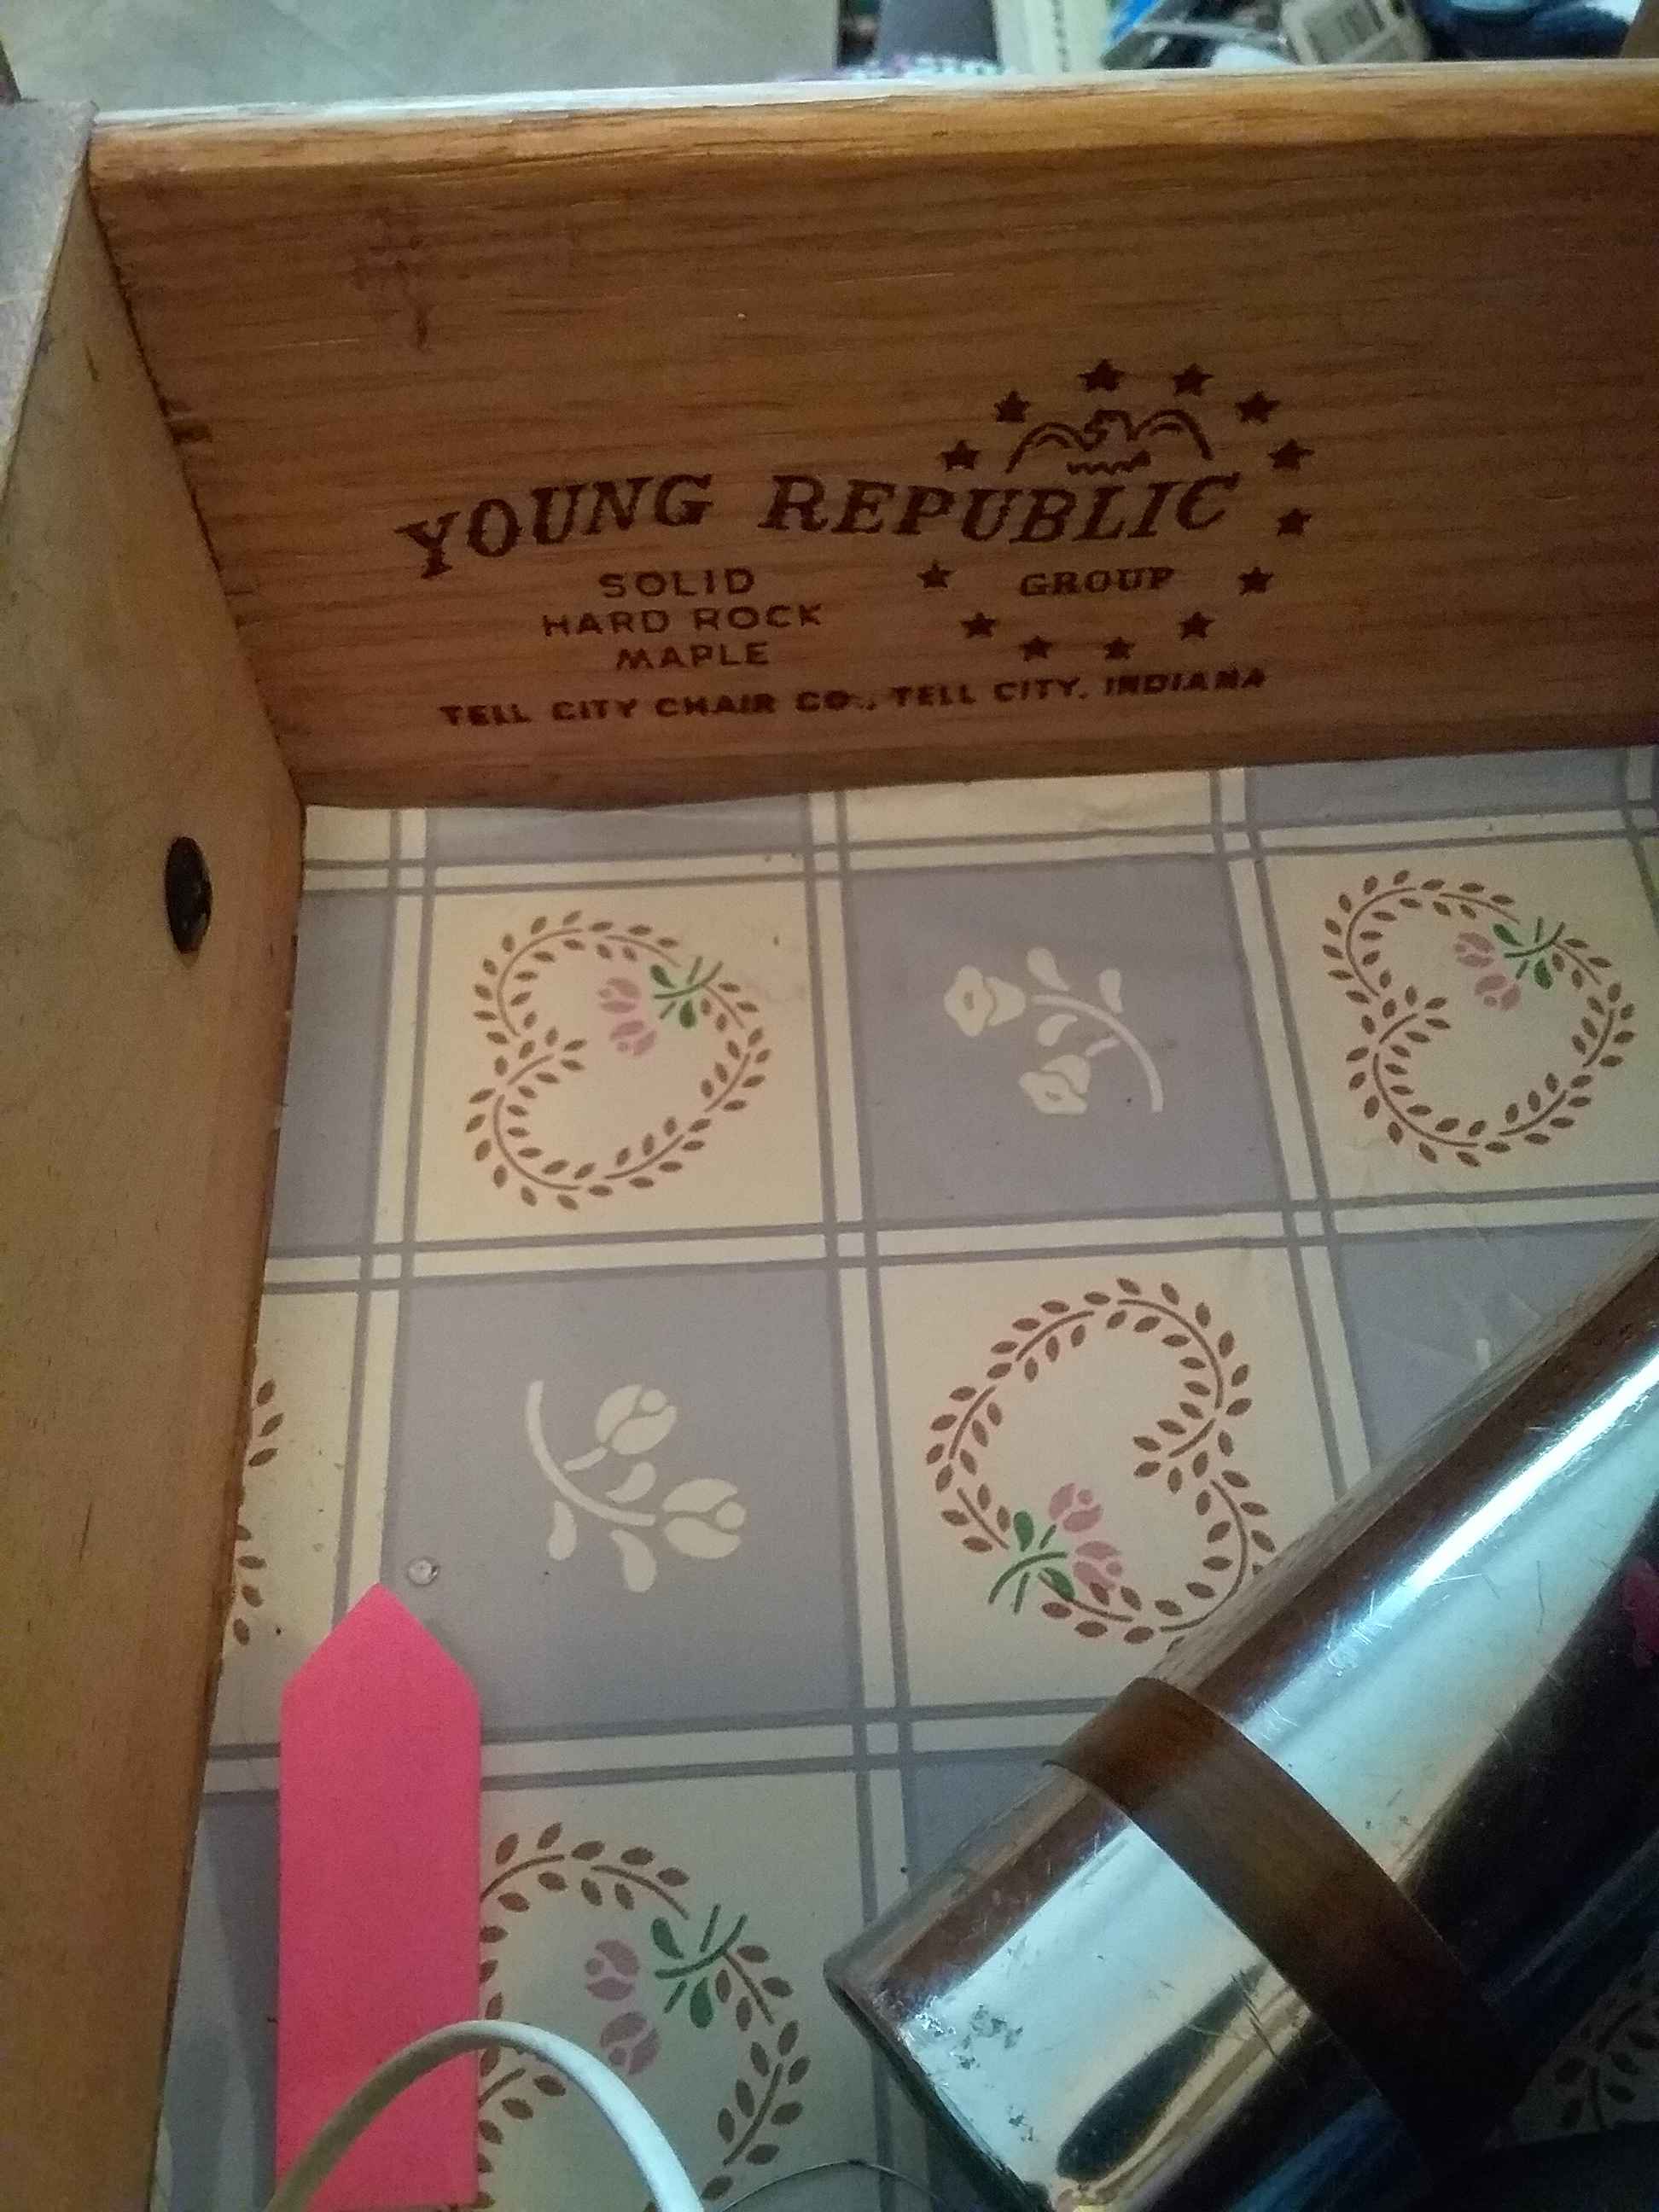 YOUNG REPUBLIC
SOLID
HARD ROCK
MAPLE
GROUP
TELL CITY CHAIR CO., TELL CITY, INDIANA